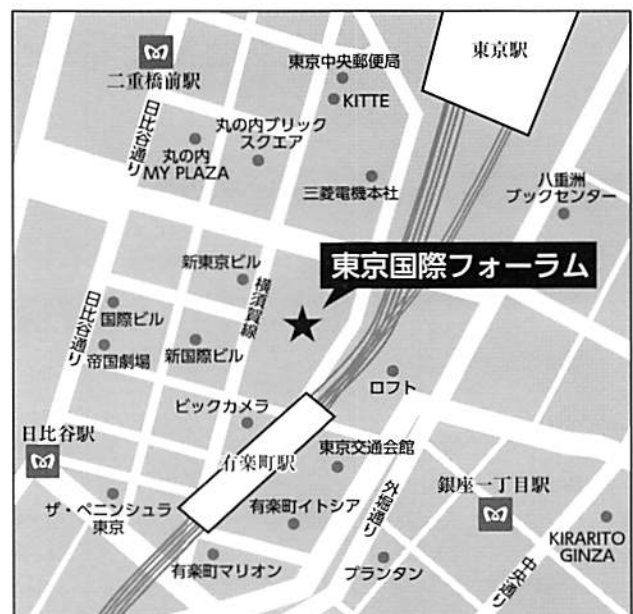 東京駅
東京中央郵便局
二重橋前駅
KITTE
日比谷通り
丸の内ブリック
スクエア
丸の内
MY PLAZA
三菱電機本社
八重洲
ブックセンター
新東京ビル
東京国際フォーラム
横須賀線
日比谷通り
国際ビル
帝国劇場
新国際ビル
ロフト
ビックカメラ
日比谷駅
有楽町駅
東京交通会館
外堀通り
銀座一丁目駅
ザ・ペニンシュラ
東京
有楽町イトシア
KIRARITO
GINZA
有楽町マリオン
プランタン
中央通り